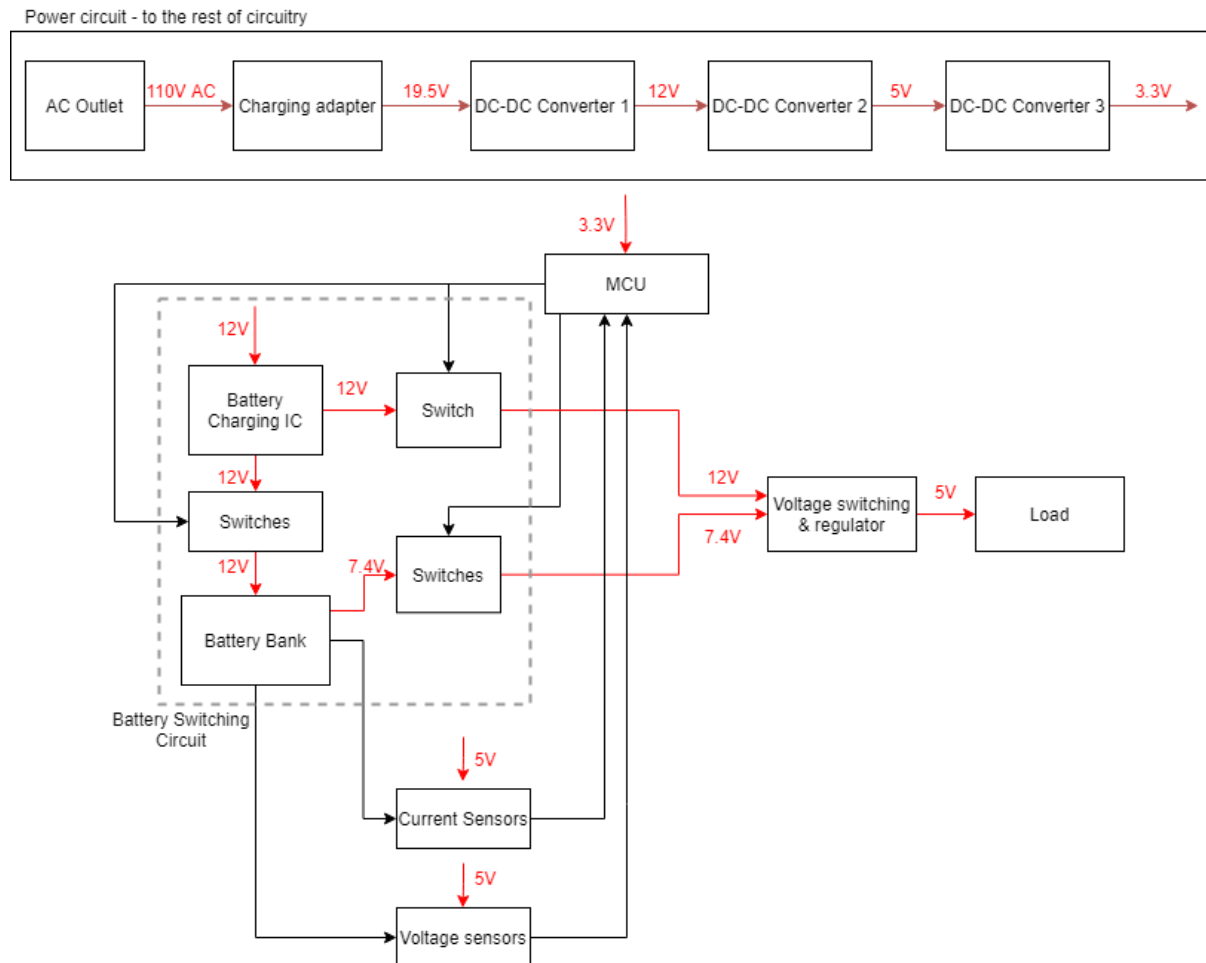 Power circuit - to the rest of circuitry
AC Outlet
110V AC
Charging adapter
19.5V
DC-DC Converter 1
12V
DC-DC Converter 2
5V
DC-DC Converter 3
3.3V
3.3V
MCU
12V
Battery
Charging IC
12V
Switch
12V
Switches
12V
7.4V
Switches
Battery Bank
Battery Switching
Circuit
12V
7.4V
Voltage switching
& regulator
5V
Load
5V
Current Sensors
5V
Voltage sensors